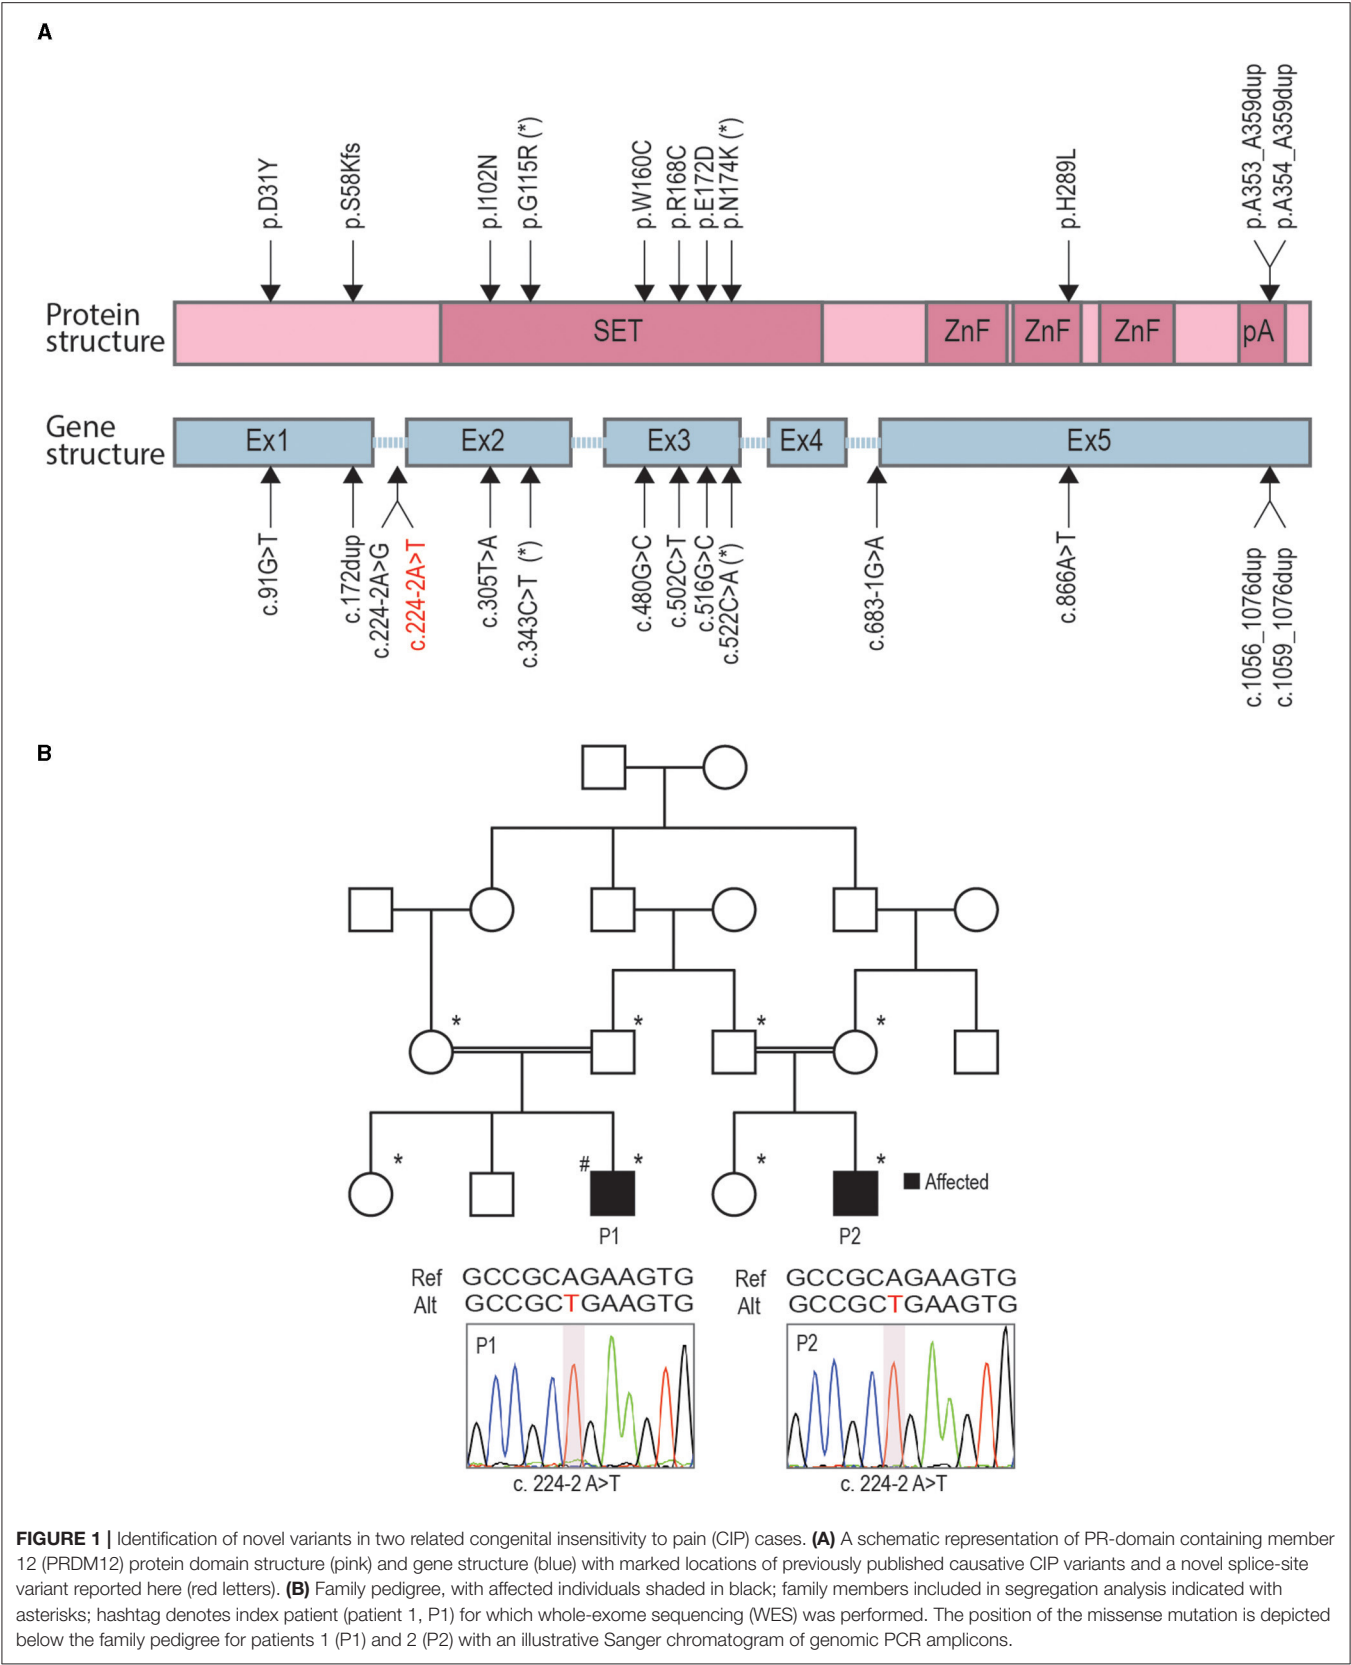 A
p.D31Y
p.S58Kfs
p.I102N
p.G115R (*)
p.W160C
p.R168C
p.E172D
p.N174K (*)
p.H289L
p.A353_A359dup
p.A354_A359dup
Protein
structure
SET
ZnF
ZnF
ZnF
pA
Gene
structure
Ex1
Ex2
Ex3
Ex4
Ex5
c.91G>T
c.172dup
c.224-2A>G
c.224-2A>T
c.305T>A
c.343C>T (*)
c.480G>C
c.502C>T
c.516G>C
c.522C>A (*)
c.683-1G>A
c.866A>T
c.1056_1076dup
c.1059_1076dup
B
* * * *
* # * * *
Affected
P1 P2
Ref GCCGCAGAAGTG
Alt GCCGCTGAAGTG
P1
c. 224-2 A>T
Ref GCCGCAGAAGTG
Alt GCCGCTGAAGTG
P2
c. 224-2 A>T
FIGURE 1 | Identification of novel variants in two related congenital insensitivity to pain (CIP) cases. (A) A schematic representation of PR-domain containing member
12 (PRDM12) protein domain structure (pink) and gene structure (blue) with marked locations of previously published causative CIP variants and a novel splice-site
variant reported here (red letters). (B) Family pedigree, with affected individuals shaded in black; family members included in segregation analysis indicated with
asterisks; hashtag denotes index patient (patient 1, P1) for which whole-exome sequencing (WES) was performed. The position of the missense mutation is depicted
below the family pedigree for patients 1 (P1) and 2 (P2) with an illustrative Sanger chromatogram of genomic PCR amplicons.